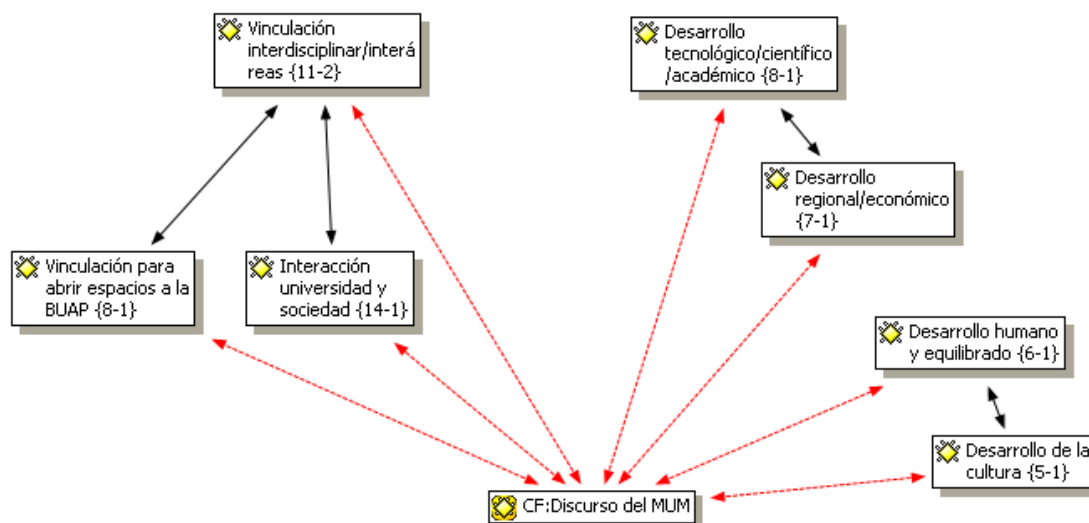 Vinculación
interdisciplinar/interá
reas {11-2}
Desarrollo
tecnológico/científico
/académico {8-1}
Desarrollo
regional/económico
{7-1}
Vinculación para
abrir espacios a la
BUAP {8-1}
Interacción
universidad y
sociedad {14-1}
Desarrollo humano
y equilibrado {6-1}
Desarrollo de la
cultura {5-1}
CF:Discurso del MUM